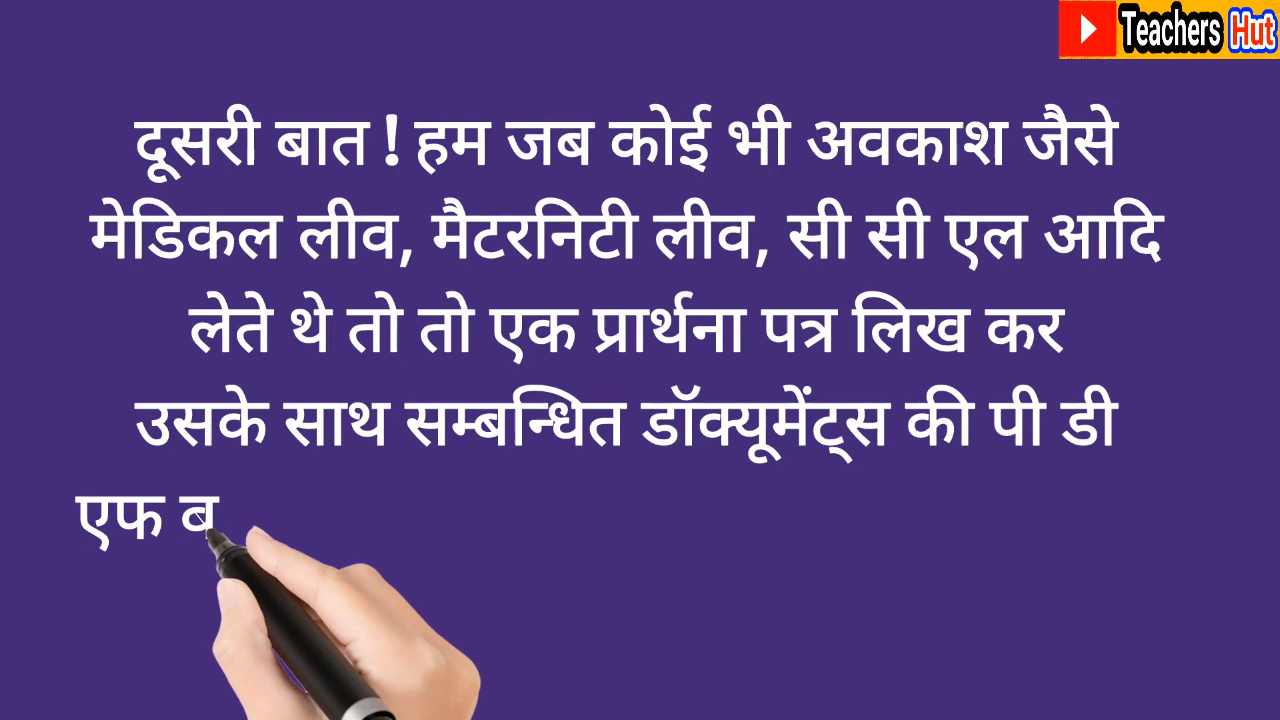 Teachers Hut
दूसरी बात ! हम जब कोई भी अवकाश जैसे
मेडिकल लीव, मैटरनिटी लीव, सी सी एल आदि
लेते थे तो तो एक प्रार्थना पत्र लिख कर
उसके साथ सम्बन्धित डॉक्यूमेंट्स की पी डी
एफ